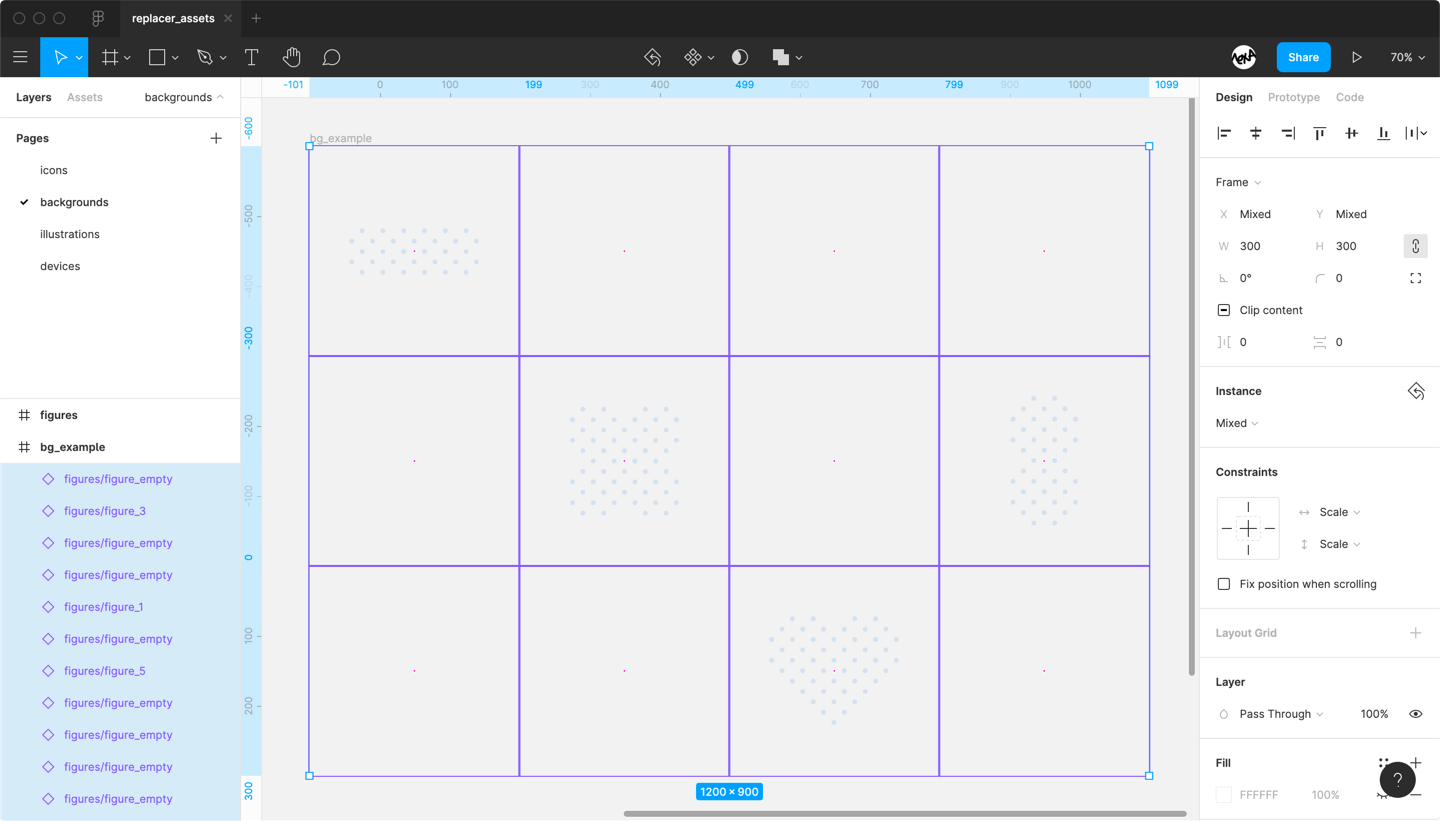 replacer_assets
Share
70%
Layers Assets backgrounds
Pages
icons
backgrounds
illustrations
devices
figures
bg_example
figures/figure_empty
figures/figure_3
figures/figure_empty
figures/figure_empty
figures/figure_1
figures/figure_empty
figures/figure_5
figures/figure_empty
figures/figure_empty
figures/figure_empty
figures/figure_empty
-101 0 100 199 300 400 499 600 700 799 900 1000 1099
-600
-500
-400
-300
-200
-100
0
100
200
300
bg_example
1200 × 900
Design Prototype Code
Frame
X Mixed Y Mixed
W 300 H 300
0° 0
Clip content
0 0
Instance
Mixed
Constraints
Scale
Scale
Fix position when scrolling
Layout Grid
Layer
Pass Through 100%
Fill
FFFFFF 100%
?